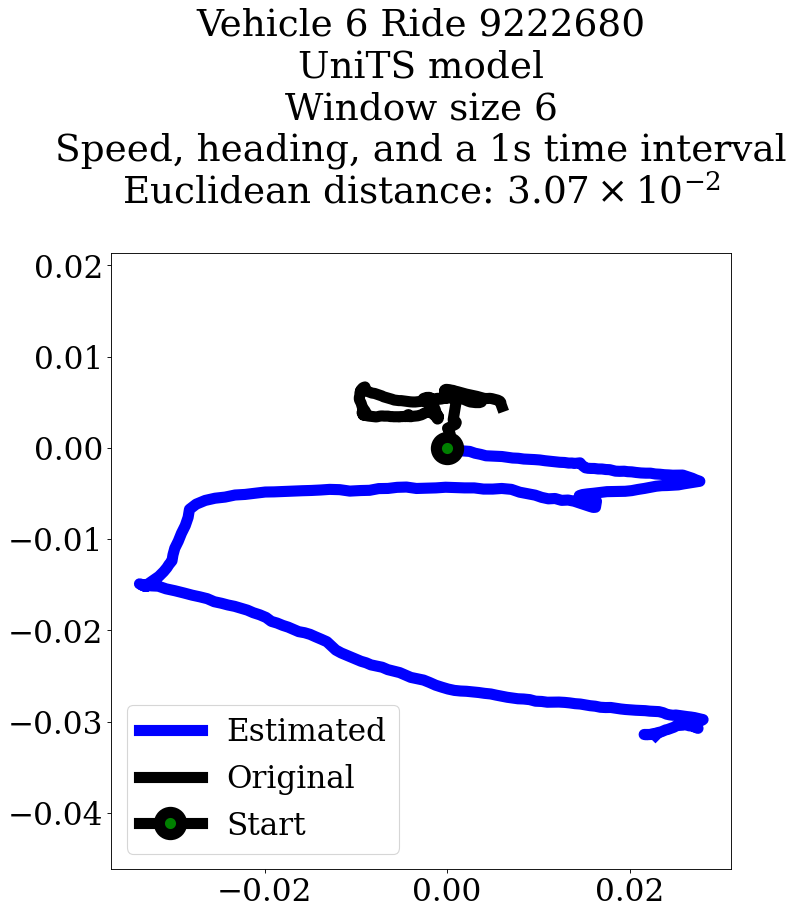 Vehicle 6 Ride 9222680
UniTS model
Window size 6
Speed, heading, and a 1s time interval
Euclidean distance: 3.07 × 10⁻²
0.02
0.01
0.00
−0.01
−0.02
−0.03
−0.04
Estimated
Original
Start
−0.02 0.00 0.02